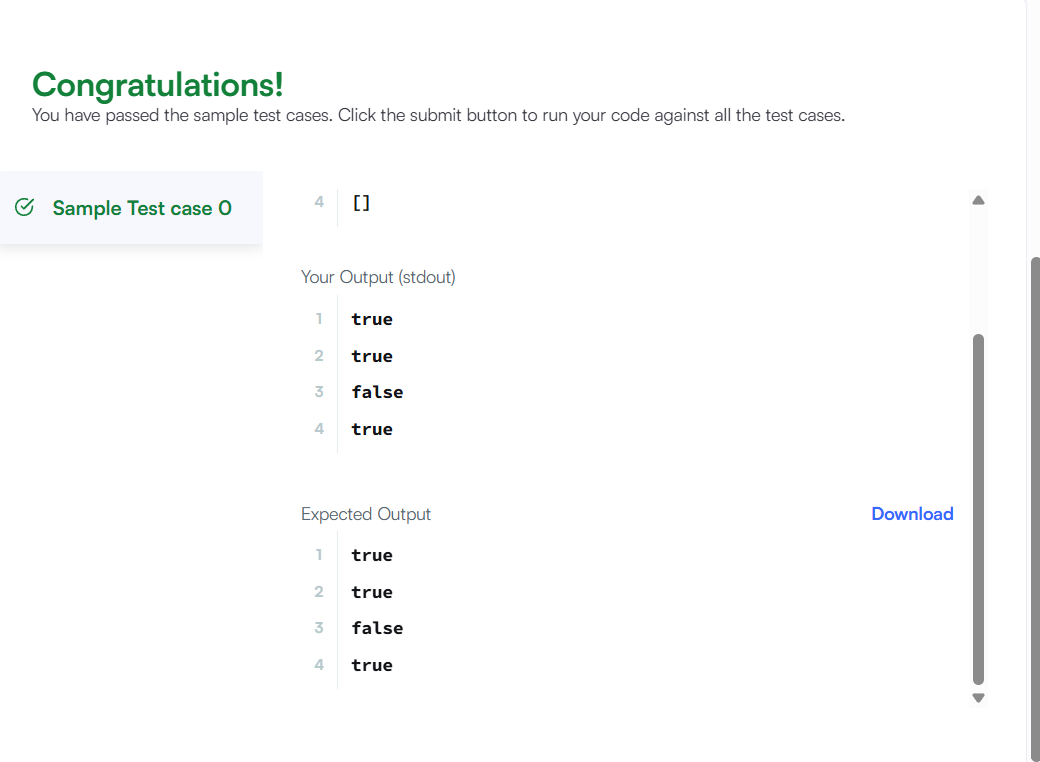 Congratulations!
You have passed the sample test cases. Click the submit button to run your code against all the test cases.
Sample Test case 0
4 []
Your Output (stdout)
1 true
2 true
3 false
4 true
Expected Output Download
1 true
2 true
3 false
4 true